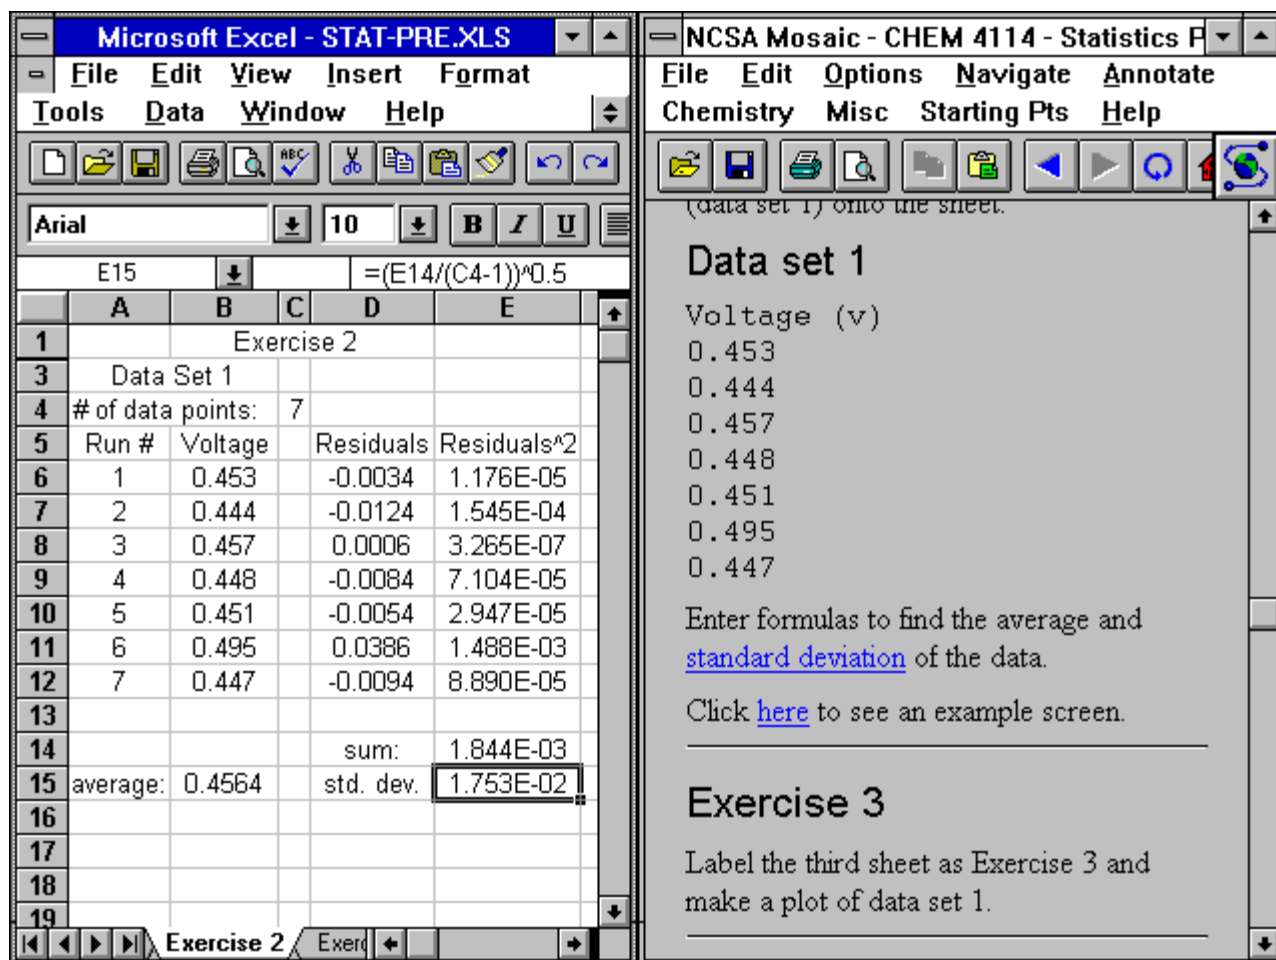 Microsoft Excel - STAT-PRE.XLS
File Edit View Insert Format
Tools Data Window Help
ABC
Arial 10 B I U
E15 =(E14/(C4-1))^0.5
A B C D E
1 Exercise 2
3 Data Set 1
4 # of data points: 7
5 Run # Voltage Residuals Residuals^2
6 1 0.453 -0.0034 1.176E-05
7 2 0.444 -0.0124 1.545E-04
8 3 0.457 0.0006 3.265E-07
9 4 0.448 -0.0084 7.104E-05
10 5 0.451 -0.0054 2.947E-05
11 6 0.495 0.0386 1.488E-03
12 7 0.447 -0.0094 8.890E-05
13
14 sum: 1.844E-03
15 average: 0.4564 std. dev. 1.753E-02
16
17
18
19
Exercise 2 Exerc
NCSA Mosaic - CHEM 4114 - Statistics P
File Edit Options Navigate Annotate
Chemistry Misc Starting Pts Help
(data set 1) onto the sheet.
Data set 1
Voltage (v)
0.453
0.444
0.457
0.448
0.451
0.495
0.447
Enter formulas to find the average and
standard deviation of the data.
Click here to see an example screen.
Exercise 3
Label the third sheet as Exercise 3 and
make a plot of data set 1.